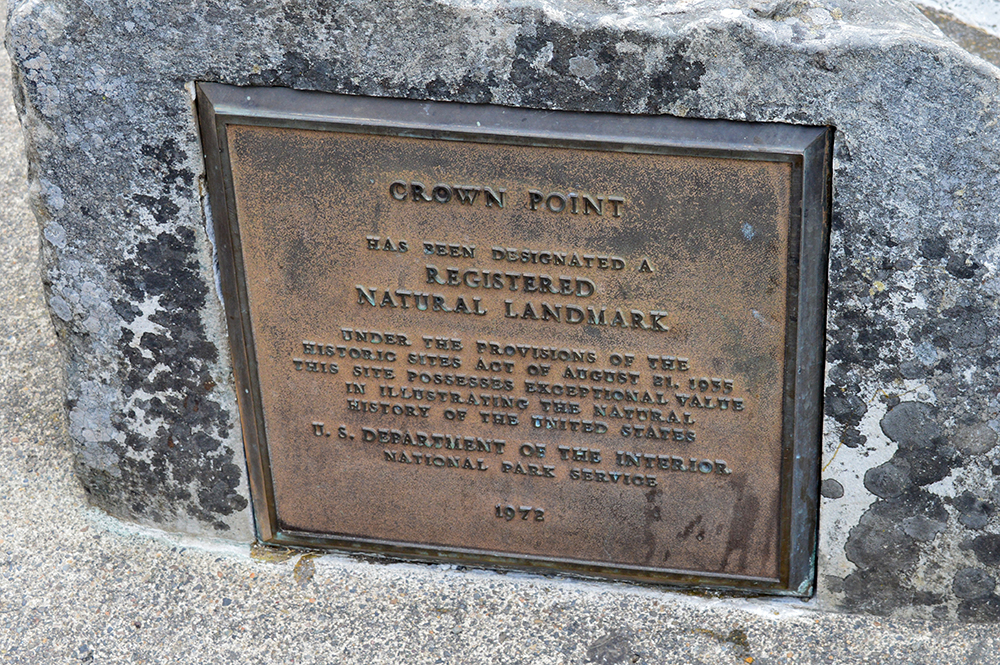 CROWN POINT
HAS BEEN DESIGNATED A
REGISTERED
NATURAL LANDMARK
UNDER THE PROVISIONS OF THE
HISTORIC SITES ACT OF AUGUST 21, 1935
THIS SITE POSSESSES EXCEPTIONAL VALUE
IN ILLUSTRATING THE NATURAL
HISTORY OF THE UNITED STATES
U. S. DEPARTMENT OF THE INTERIOR
NATIONAL PARK SERVICE
1972